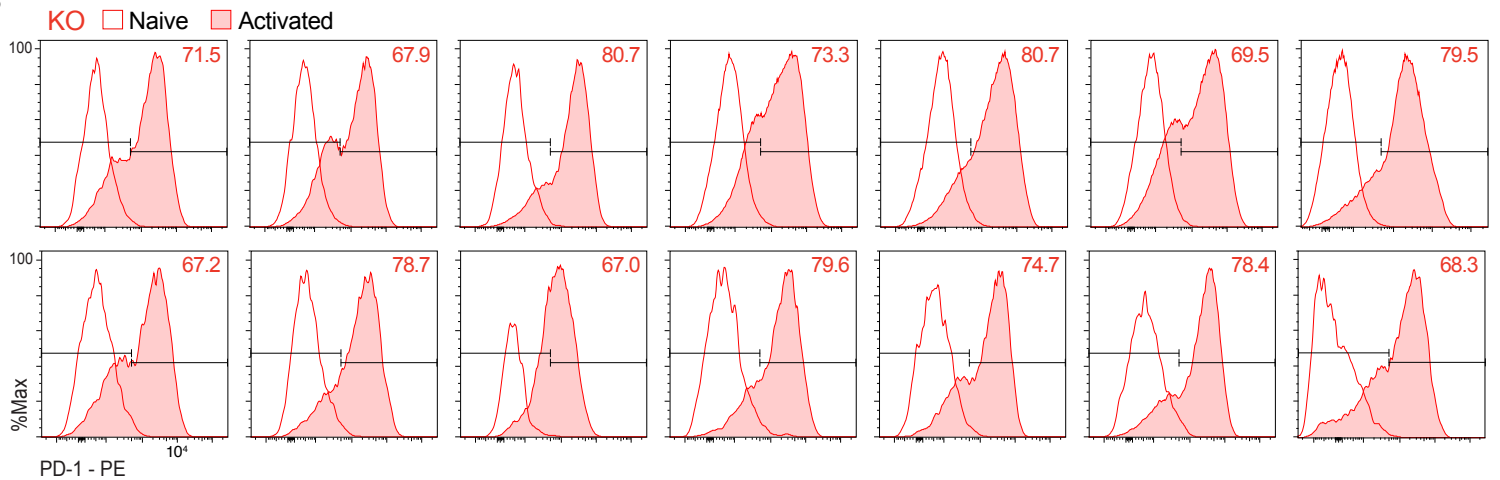 KO Naive Activated
100 71.5 67.9 80.7 73.3 80.7 69.5 79.5
100 67.2 78.7 67.0 79.6 74.7 78.4 68.3
%Max
10⁴
PD-1 - PE